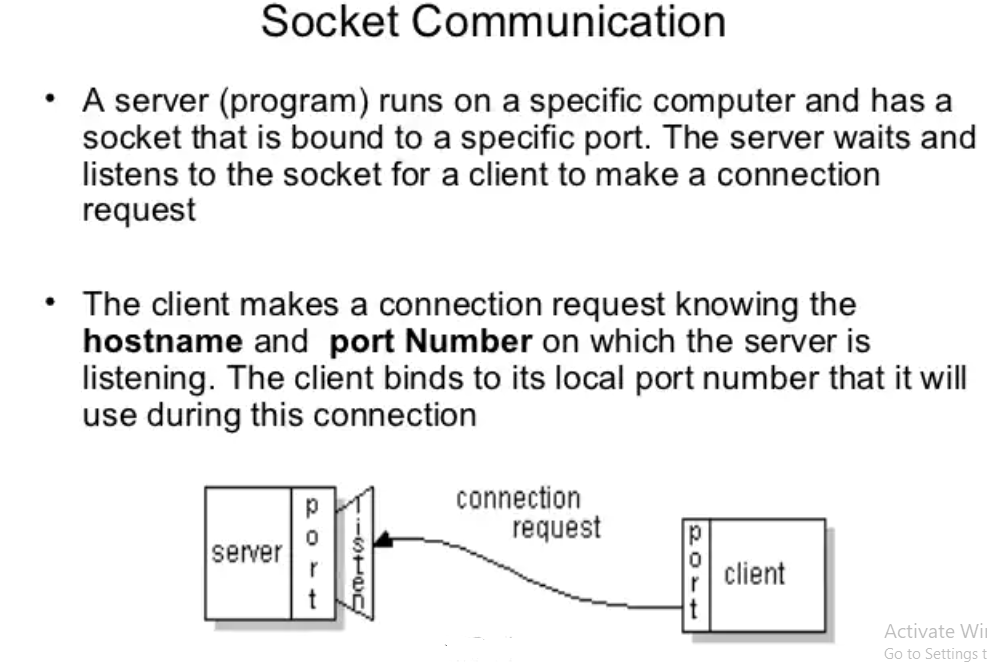 Socket Communication
• A server (program) runs on a specific computer and has a
socket that is bound to a specific port. The server waits and
listens to the socket for a client to make a connection
request
• The client makes a connection request knowing the
hostname and  port Number on which the server is
listening. The client binds to its local port number that it will
use during this connection
server
port
listen
connection
request
port
client
Activate Wi
Go to Settings t